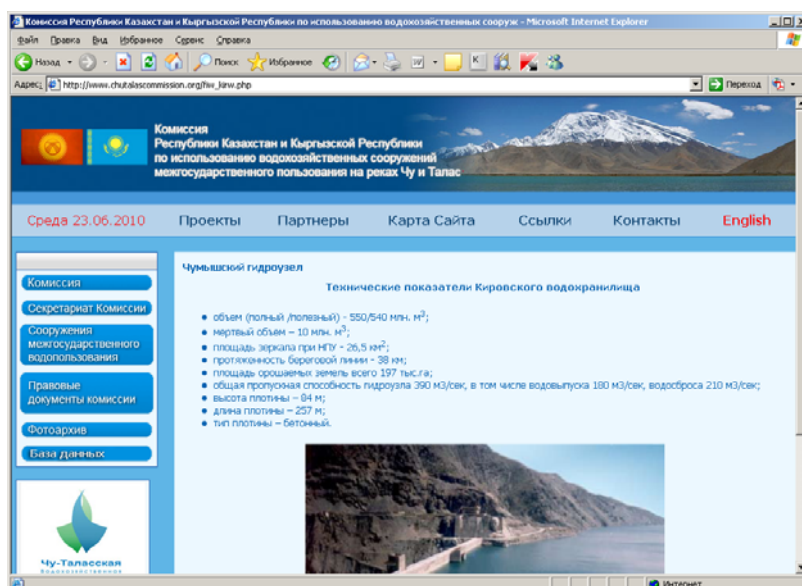 Комиссия Республики Казахстан и Кыргызской Республики по использованию водохозяйственных сооруж - Microsoft Internet Explorer
Файл Правка Вид Избранное Сервис Справка
Назад Поиск Избранное
Адрес: http://www.chutalascommission.org/fiw_kirw.php Переход
Комиссия
Республики Казахстан и Кыргызской Республики
по использованию водохозяйственных сооружений
межгосударственного пользования на реках Чу и Талас
Среда 23.06.2010 Проекты Партнеры Карта Сайта Ссылки Контакты English
Комиссия
Секретариат Комиссии
Сооружения
межгосударственного
водопользования
Правовые
документы комиссии
Фотоархив
База данных
Чу-Таласская
Чумышский гидроузел
Технические показатели Кировского водохранилища
• объем (полный /полезный) - 550/540 млн. м³;
• мертвый объем – 10 млн. м³;
• площадь зеркала при НПУ - 26,5 км²;
• протяженность береговой линии - 38 км;
• площадь орошаемых земель всего 197 тыс.га;
• общая пропускная способность гидроузла 390 м3/сек, в том числе водовыпуска 180 м3/сек, водосброса 210 м3/сек;
• высота плотины – 84 м;
• длина плотины – 257 м;
• тип плотины – бетонный.
Интернет